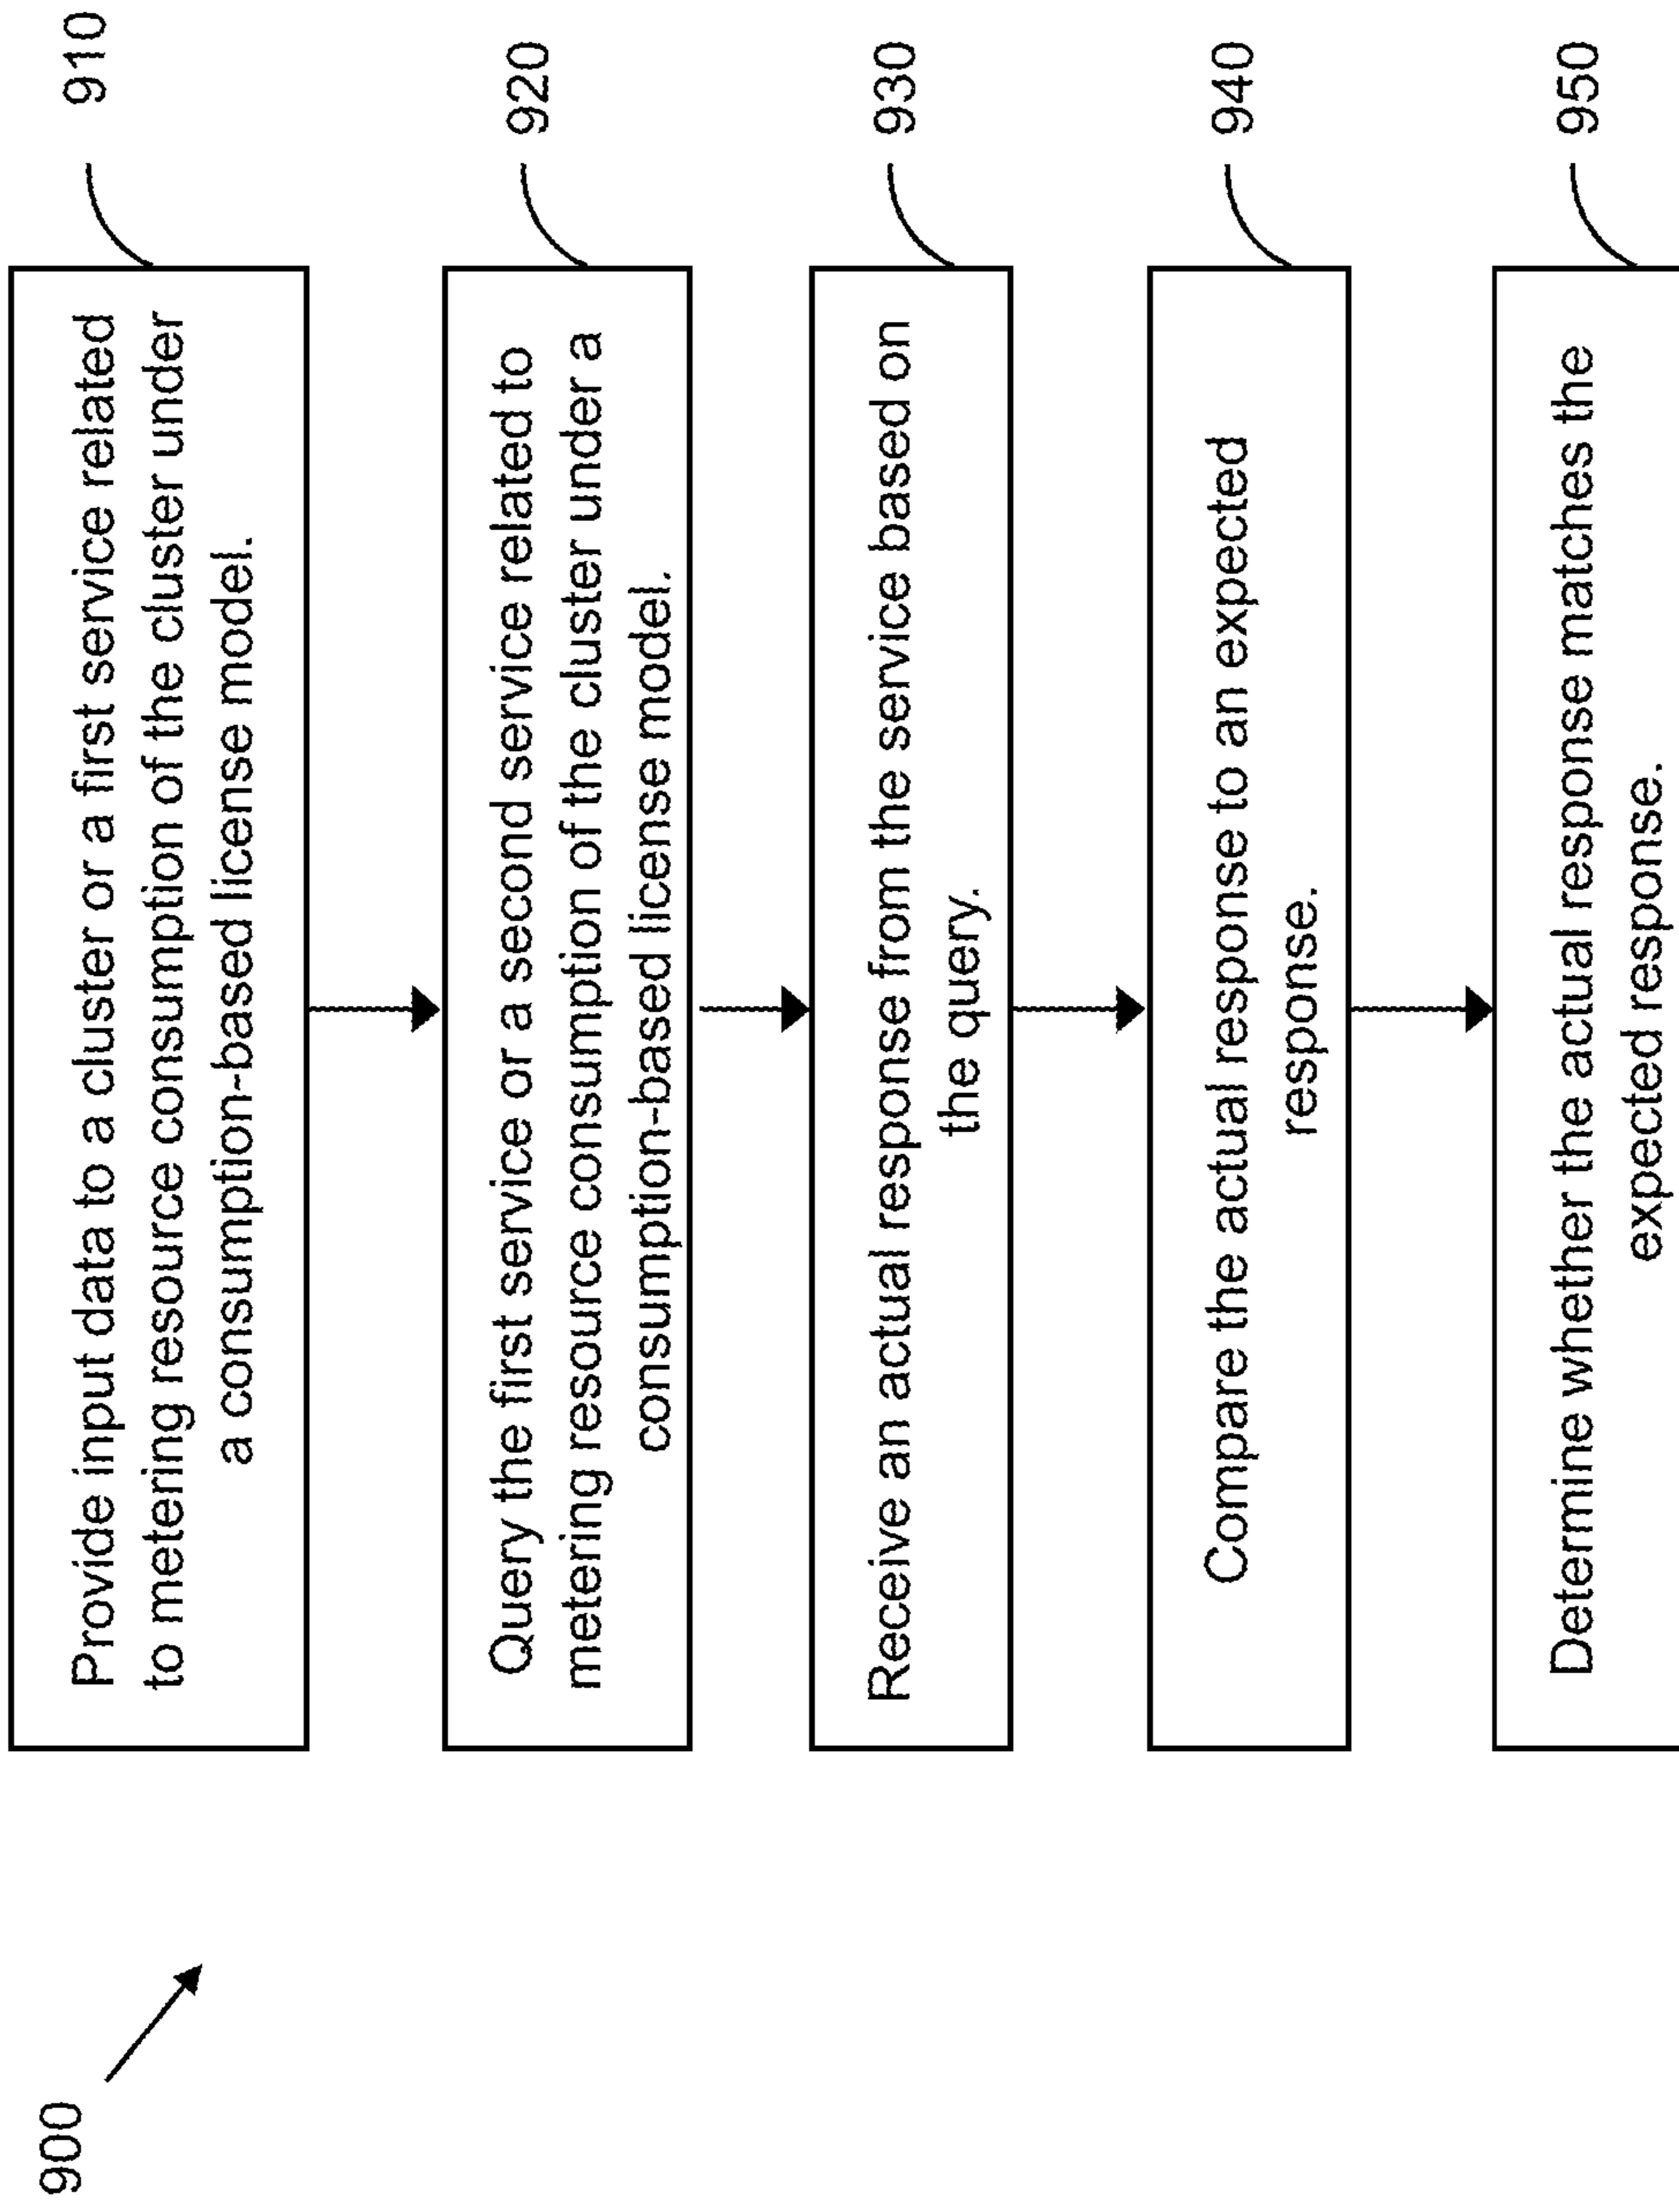 900
910
Provide input data to a cluster or a first service related
to metering resource consumption of the cluster under
a consumption-based license model.
920
Query the first service or a second service related to
metering resource consumption of the cluster under a
consumption-based license model.
930
Receive an actual response from the service based on
the query.
940
Compare the actual response to an expected
response.
950
Determine whether the actual response matches the
expected response.